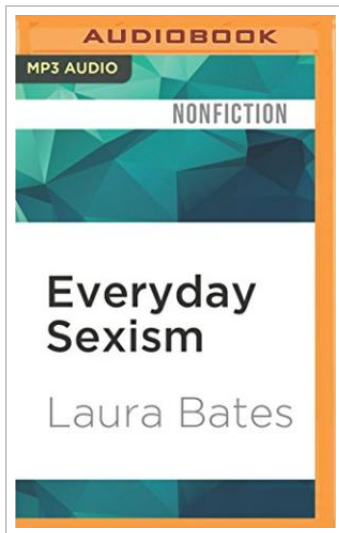 AUDIOBOOK
MP3 AUDIO
NONFICTION
Everyday
Sexism
Laura Bates